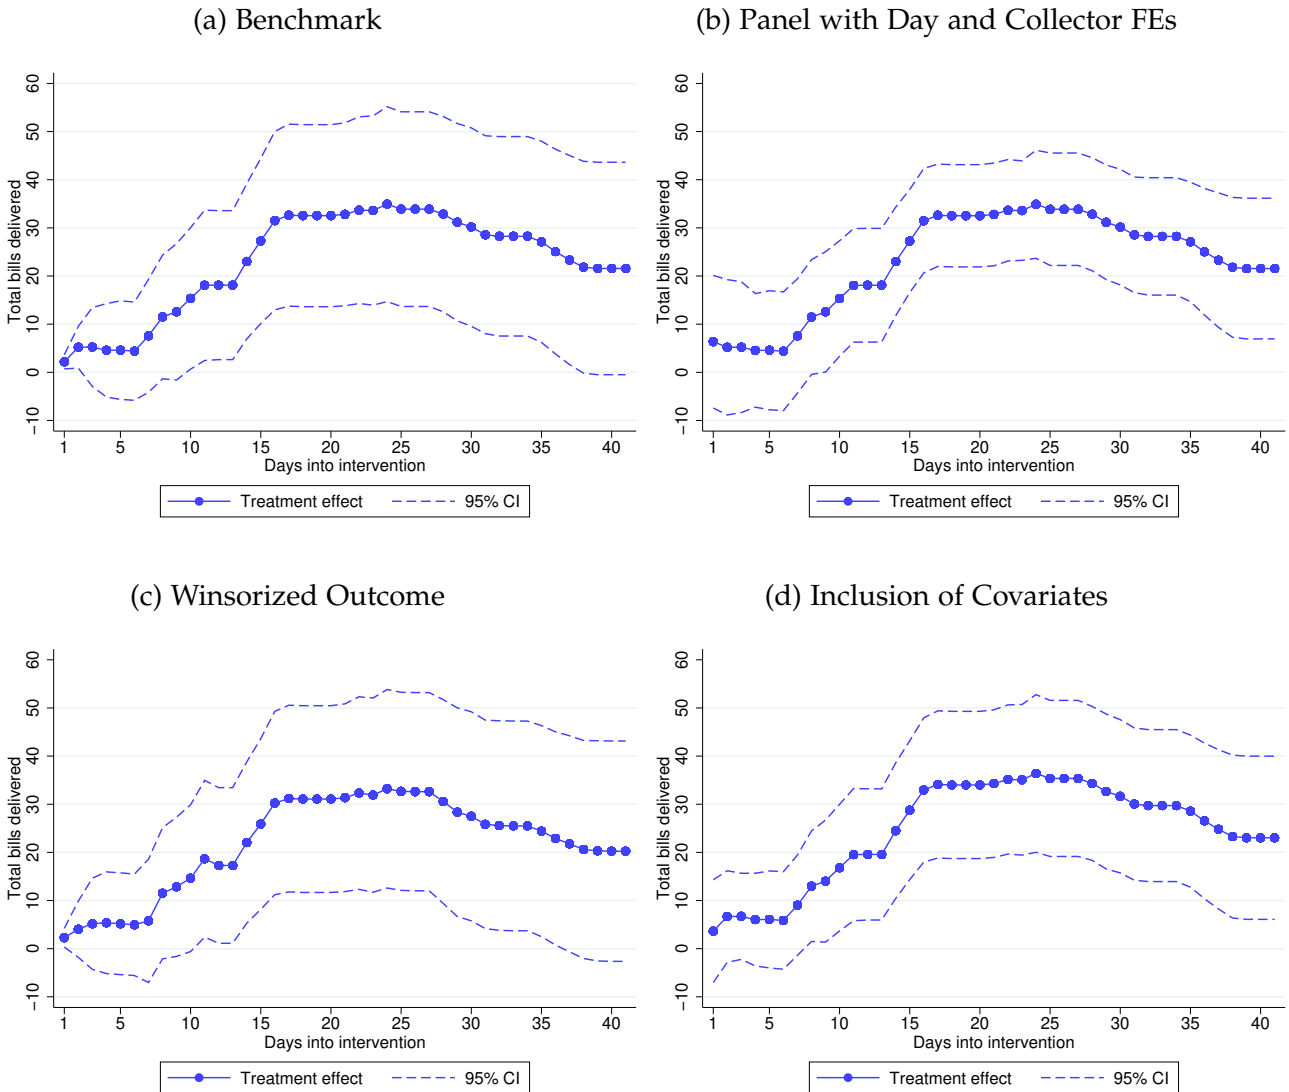 (a) Benchmark
Total bills delivered
60
50
40
30
20
10
0
−10
1 5 10 15 20 25 30 35 40
Days into intervention
Treatment effect 95% CI
(b) Panel with Day and Collector FEs
Total bills delivered
60
50
40
30
20
10
0
−10
1 5 10 15 20 25 30 35 40
Days into intervention
Treatment effect 95% CI
(c) Winsorized Outcome
Total bills delivered
60
50
40
30
20
10
0
−10
1 5 10 15 20 25 30 35 40
Days into intervention
Treatment effect 95% CI
(d) Inclusion of Covariates
Total bills delivered
60
50
40
30
20
10
0
−10
1 5 10 15 20 25 30 35 40
Days into intervention
Treatment effect 95% CI